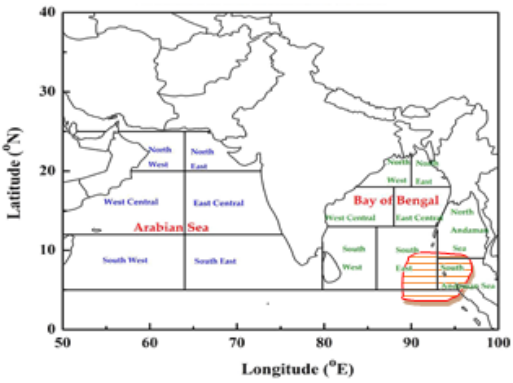 40
30
20
10
0
Latitude (°N)
North
West
North
East
West Central
East Central
Arabian Sea
South West
South East
North
West
North
East
Bay of Bengal
West Central
East Central
North
Andaman
Sea
South
West
South
East
South
Andaman Sea
50
60
70
80
90
100
Longitude (°E)